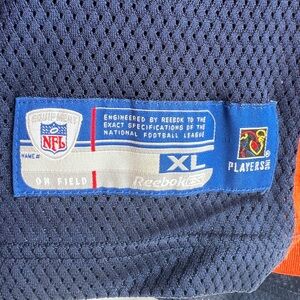 EQUIPMENT
NFL
NAME#
ON FIELD
ENGINEERED BY REEBOK TO THE
EXACT SPECIFICATIONS OF THE
NATIONAL FOOTBALL LEAGUE
XL
Reebok
PLAYERS INC